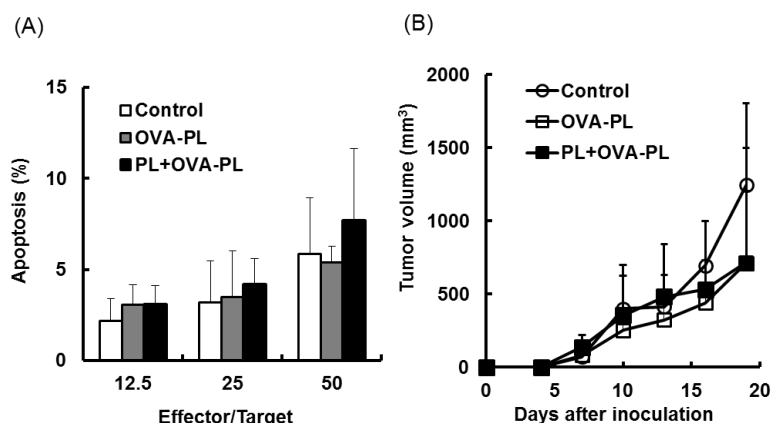 (A)
15
10
5
0
Apoptosis (%)
Control
OVA-PL
PL+OVA-PL
12.5 25 50
Effector/Target
(B)
2000
1500
1000
500
0
Tumor volume (mm³)
Control
OVA-PL
PL+OVA-PL
0 5 10 15 20
Days after inoculation